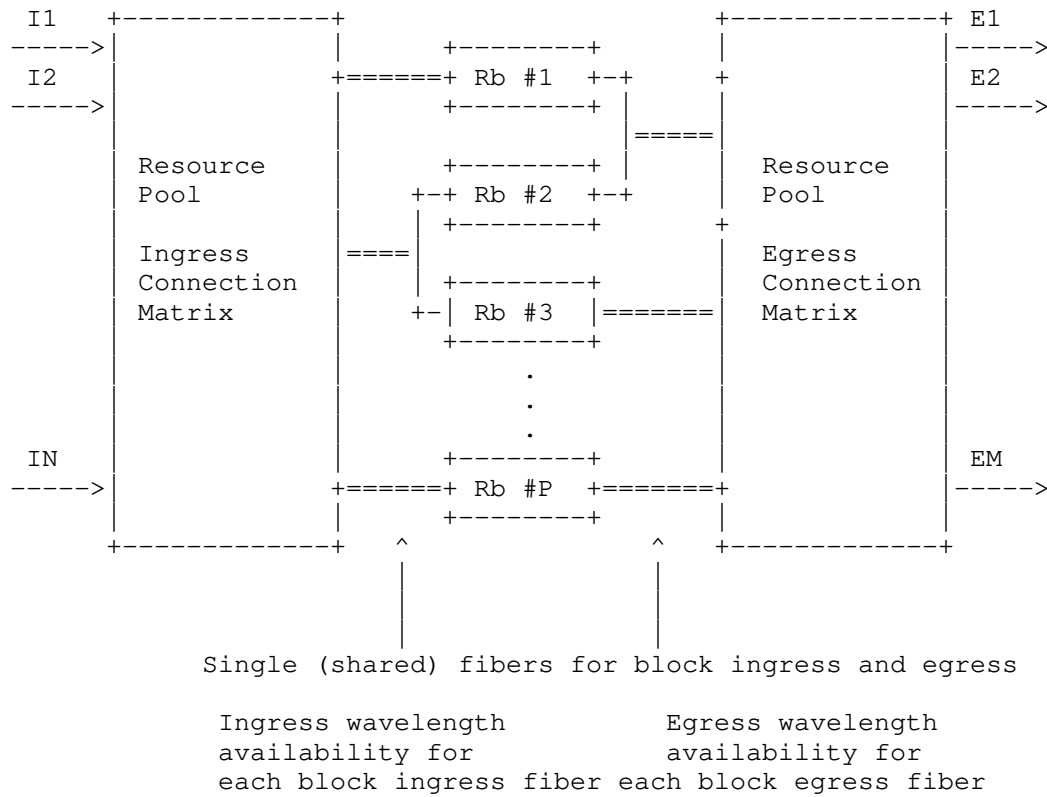 I1 E1
I2 Rb #1 E2
Resource Resource
Pool Rb #2 Pool
Ingress Egress
Connection Connection
Matrix Rb #3 Matrix
IN EM
Rb #P
Single (shared) fibers for block ingress and egress
Ingress wavelength Egress wavelength
availability for availability for
each block ingress fiber each block egress fiber